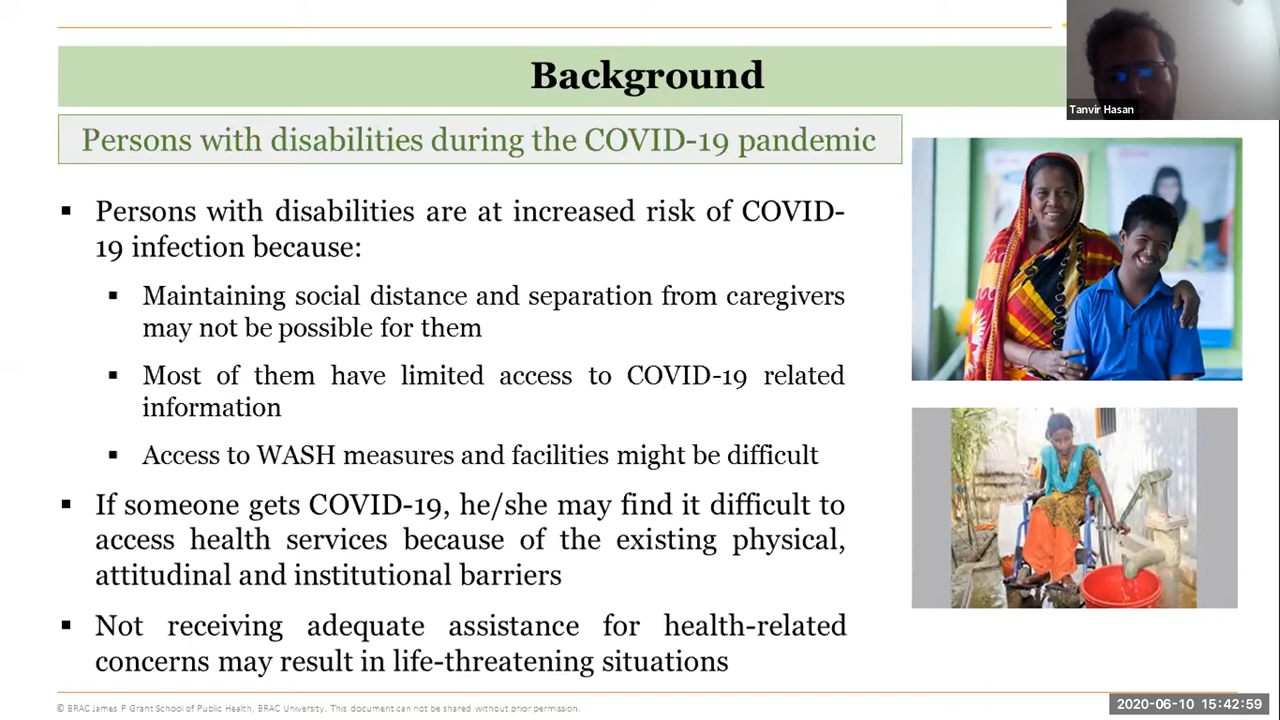 Background
Tanvir Hasan
Persons with disabilities during the COVID-19 pandemic
▪ Persons with disabilities are at increased risk of COVID-
19 infection because:
▪ Maintaining social distance and separation from caregivers
may not be possible for them
▪ Most of them have limited access to COVID-19 related
information
▪ Access to WASH measures and facilities might be difficult
▪ If someone gets COVID-19, he/she may find it difficult to
access health services because of the existing physical,
attitudinal and institutional barriers
▪ Not receiving adequate assistance for health-related
concerns may result in life-threatening situations
© BRAC James P Grant School of Public Health, BRAC University. This document can not be shared without prior permission.
2020-06-10 15:42:59